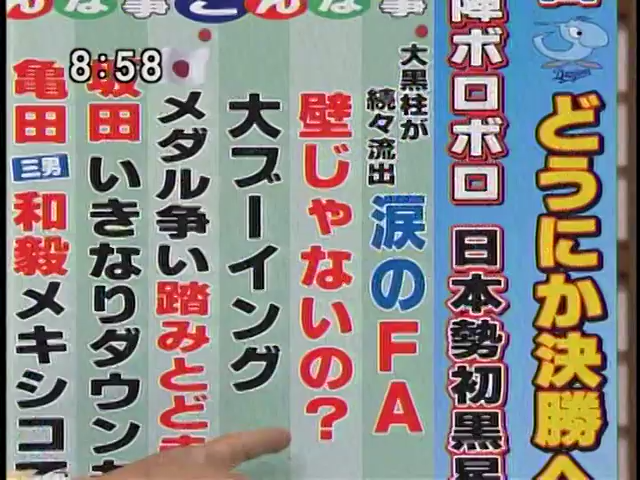 んな事こんな事
8:58
どうにか決勝へ
障ボロボロ 日本勢初黒星
大黒柱が
続々流出
涙のFA
壁じゃないの?
大ブーイング
メダル争い踏みとどま
坂田 いきなりダウン
亀田 三男 和毅 メキシコ